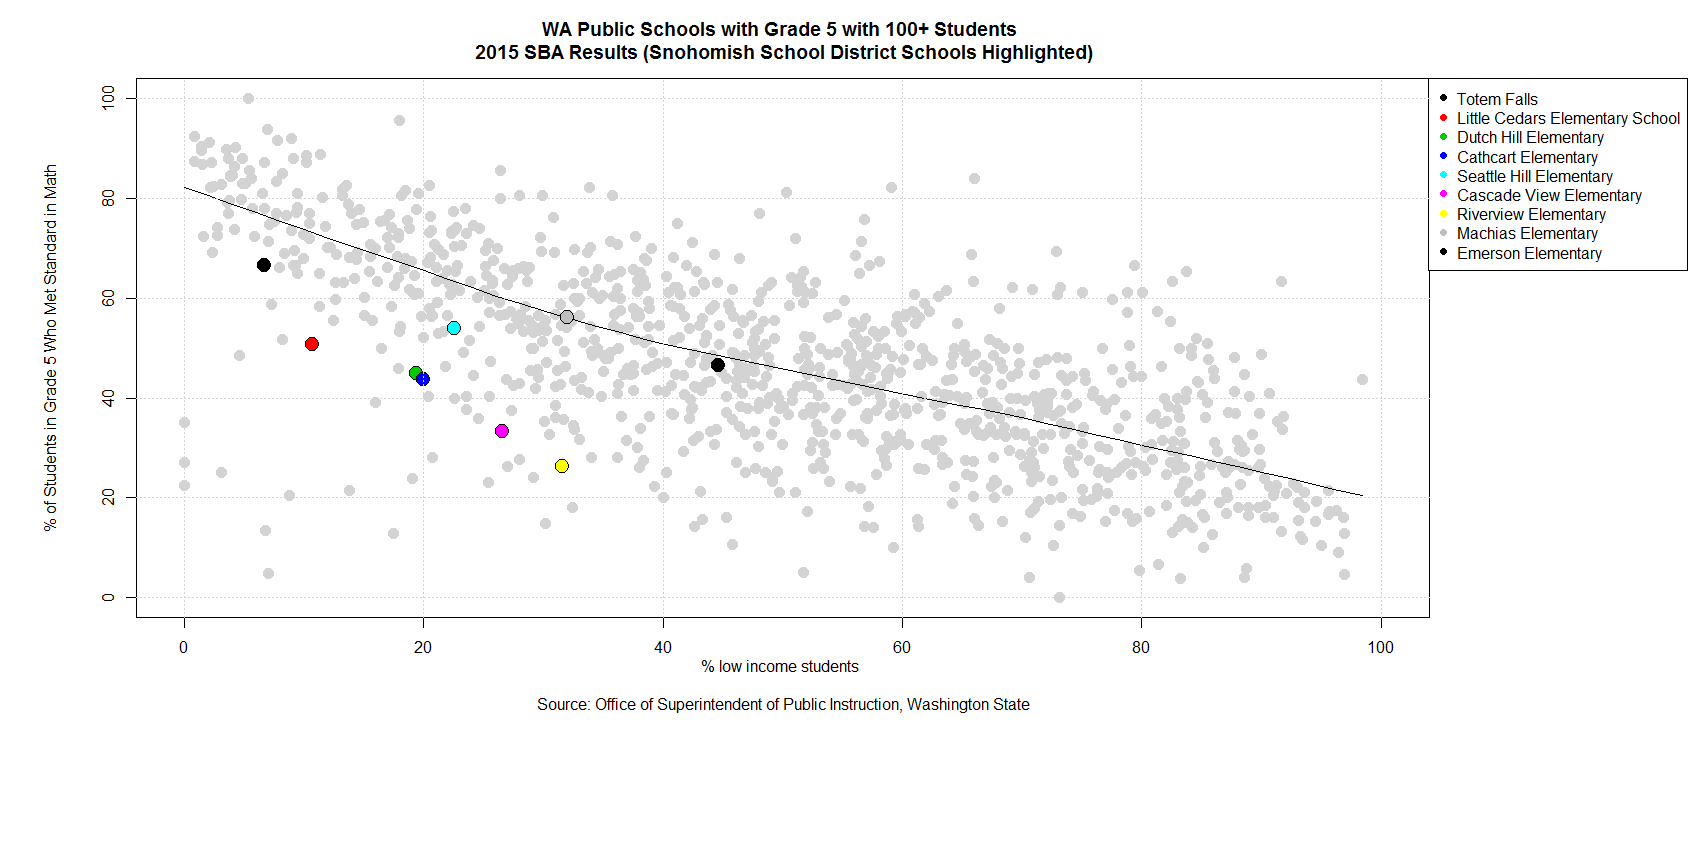 WA Public Schools with Grade 5 with 100+ Students
2015 SBA Results (Snohomish School District Schools Highlighted)
% of Students in Grade 5 Who Met Standard in Math
100
80
60
40
20
0
0 20 40 60 80 100
% low income students
Source: Office of Superintendent of Public Instruction, Washington State
Totem Falls
Little Cedars Elementary School
Dutch Hill Elementary
Cathcart Elementary
Seattle Hill Elementary
Cascade View Elementary
Riverview Elementary
Machias Elementary
Emerson Elementary